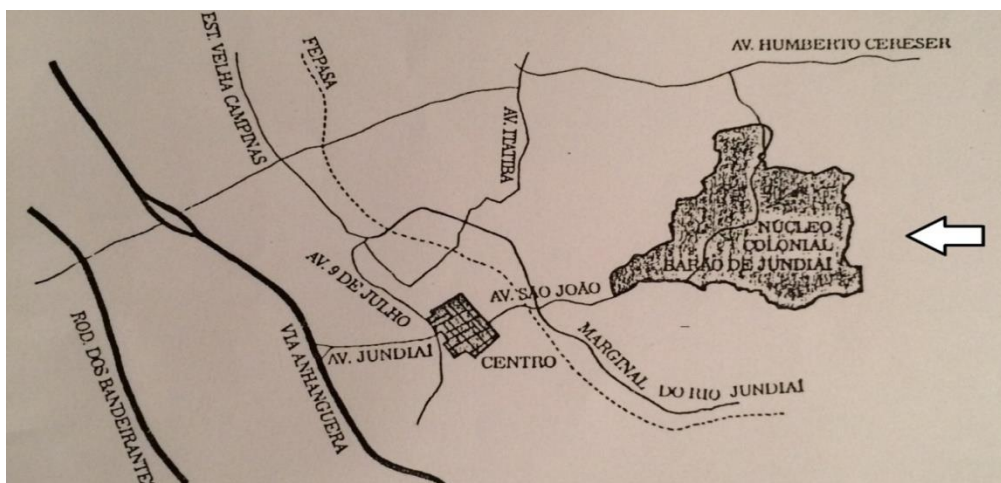 EST. VELHA CAMPINAS
FEPASA
AV. HUMBERTO CERESER
AV. ITATIBA
NÚCLEO
COLONIAL
BARÃO DE JUNDIAÍ
AV. 9 DE JULHO
AV. SÃO JOÃO
AV. JUNDIAÍ
CENTRO
MARGINAL DO RIO JUNDIAÍ
ROD. DOS BANDEIRANTES
VIA ANHANGUERA